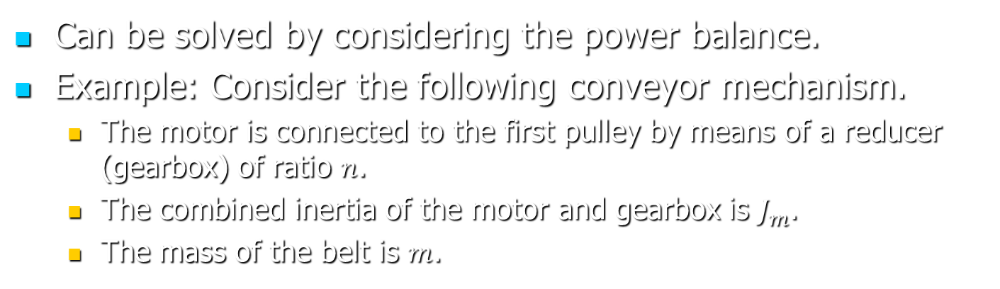 Can be solved by considering the power balance.
Example: Consider the following conveyor mechanism.
The motor is connected to the first pulley by means of a reducer
(gearbox) of ratio n.
The combined inertia of the motor and gearbox is Jₘ.
The mass of the belt is m.